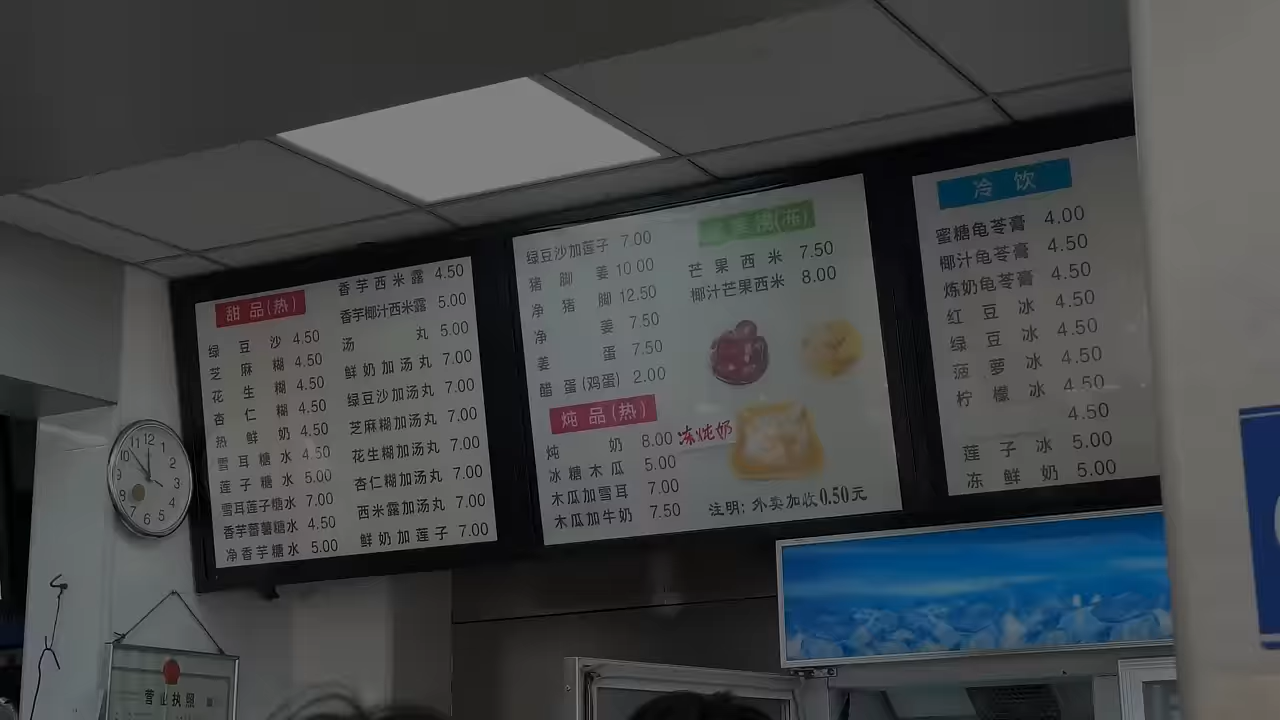 甜品(热)
绿豆沙 4.50
芝麻糊 4.50
花生糊 4.50
杏仁糊 4.50
热鲜奶 4.50
雪耳糖水 4.50
莲子糖水 5.00
雪耳莲子糖水 7.00
香芋蕃薯糖水 4.50
净香芋糖水 5.00
香芋西米露 4.50
香芋椰汁西米露 5.00
汤丸 5.00
鲜奶加汤丸 7.00
绿豆沙加汤丸 7.00
芝麻糊加汤丸 7.00
花生糊加汤丸 7.00
杏仁糊加汤丸 7.00
西米露加汤丸 7.00
鲜奶加莲子 7.00
绿豆沙加莲子 7.00
猪脚姜 10.00
净猪脚 12.50
净姜 7.50
姜蛋 7.50
醋蛋(鸡蛋) 2.00
炖品(热)
炖奶 8.00 冻炖奶
冰糖木瓜 5.00
木瓜加雪耳 7.00
木瓜加牛奶 7.50
(冻)
芒果西米 7.50
椰汁芒果西米 8.00
注明: 外卖加收0.50元
冷饮
蜜糖龟苓膏 4.00
椰汁龟苓膏 4.50
炼奶龟苓膏 4.50
红豆冰 4.50
绿豆冰 4.50
菠萝冰 4.50
柠檬冰 4.50
4.50
莲子冰 5.00
冻鲜奶 5.00
12
1
2
3
4
5
6
7
8
9
10
11
营业执照